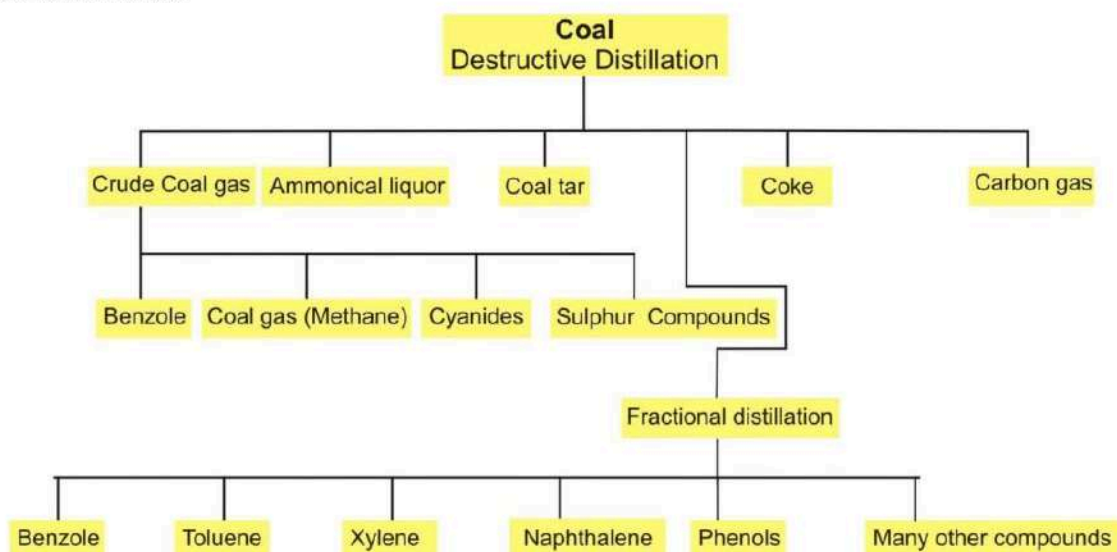 Coal
Destructive Distillation
Crude Coal gas
Ammonical liquor
Coal tar
Coke
Carbon gas
Benzole
Coal gas (Methane)
Cyanides
Sulphur Compounds
Fractional distillation
Benzole
Toluene
Xylene
Naphthalene
Phenols
Many other compounds